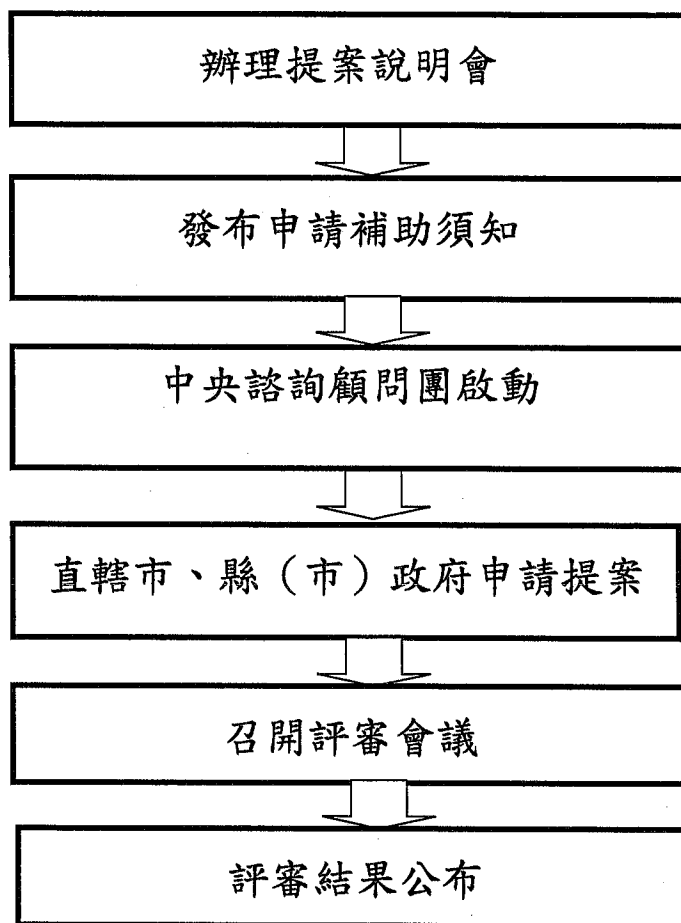 辦理提案說明會
發布申請補助須知
中央諮詢顧問團啟動
直轄市、縣（市）政府申請提案
召開評審會議
評審結果公布